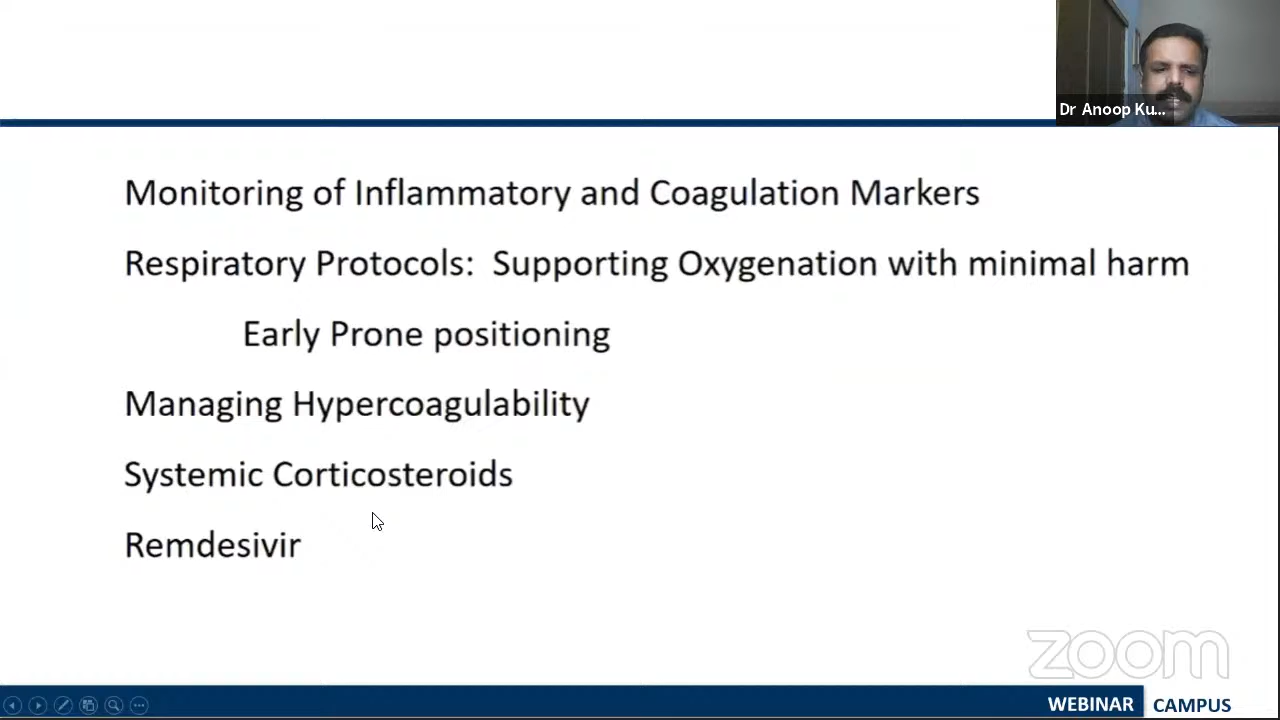 Dr Anoop Ku...
Monitoring of Inflammatory and Coagulation Markers
Respiratory Protocols: Supporting Oxygenation with minimal harm
Early Prone positioning
Managing Hypercoagulability
Systemic Corticosteroids
Remdesivir
zoom
WEBINAR CAMPUS